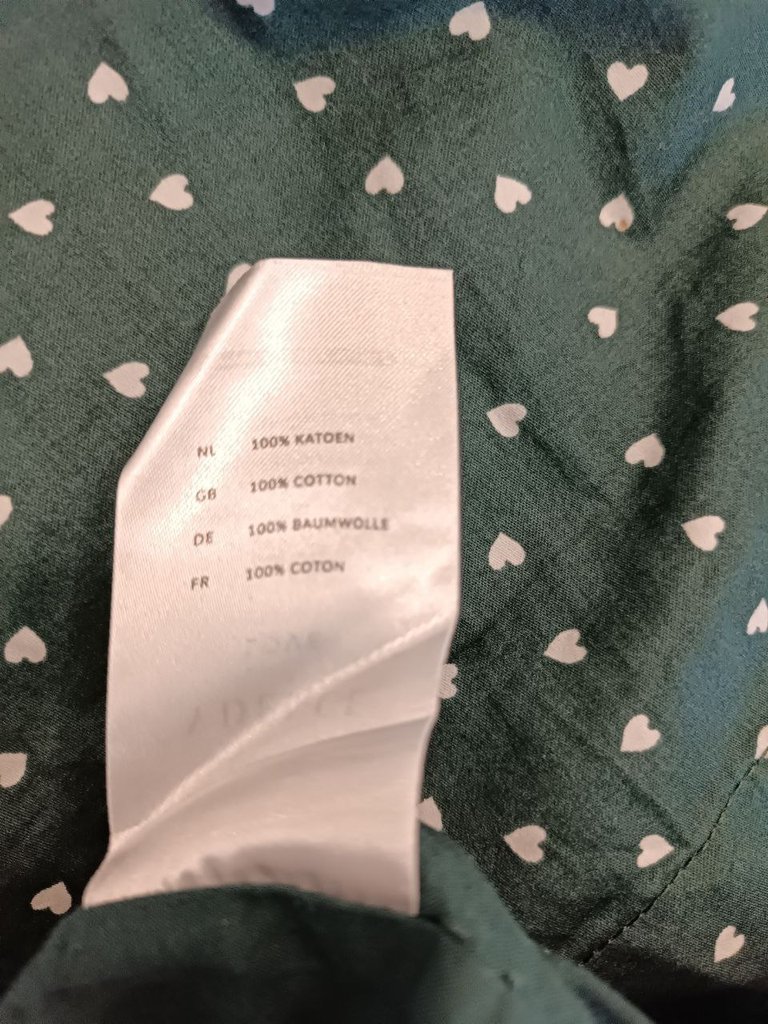 NL 100% KATOEN
GB 100% COTTON
DE 100% BAUMWOLLE
FR 100% COTON